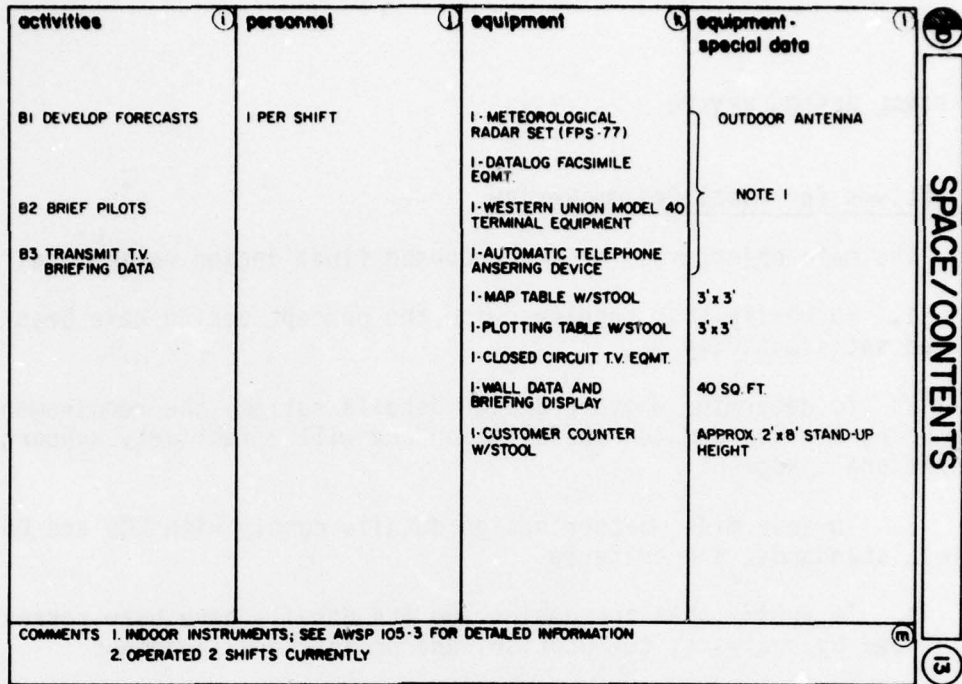 activities i
personnel j
equipment k
equipment - l
special data
B1 DEVELOP FORECASTS
1 PER SHIFT
1- METEOROLOGICAL
RADAR SET (FPS-77)
OUTDOOR ANTENNA
1- DATALOG FACSIMILE
EQMT.
NOTE 1
B2 BRIEF PILOTS
1-WESTERN UNION MODEL 40
TERMINAL EQUIPMENT
B3 TRANSMIT T.V.
BRIEFING DATA
1-AUTOMATIC TELEPHONE
ANSERING DEVICE
1-MAP TABLE W/STOOL
3'x 3'
1-PLOTTING TABLE W/STOOL
3'x3'
1-CLOSED CIRCUIT T.V. EQMT.
1-WALL DATA AND
BRIEFING DISPLAY
40 SQ. FT.
1-CUSTOMER COUNTER
W/STOOL
APPROX. 2'x 8' STAND-UP
HEIGHT
COMMENTS 1. INDOOR INSTRUMENTS; SEE AWSP 105-3 FOR DETAILED INFORMATION m
2. OPERATED 2 SHIFTS CURRENTLY
SPACE/CONTENTS
13